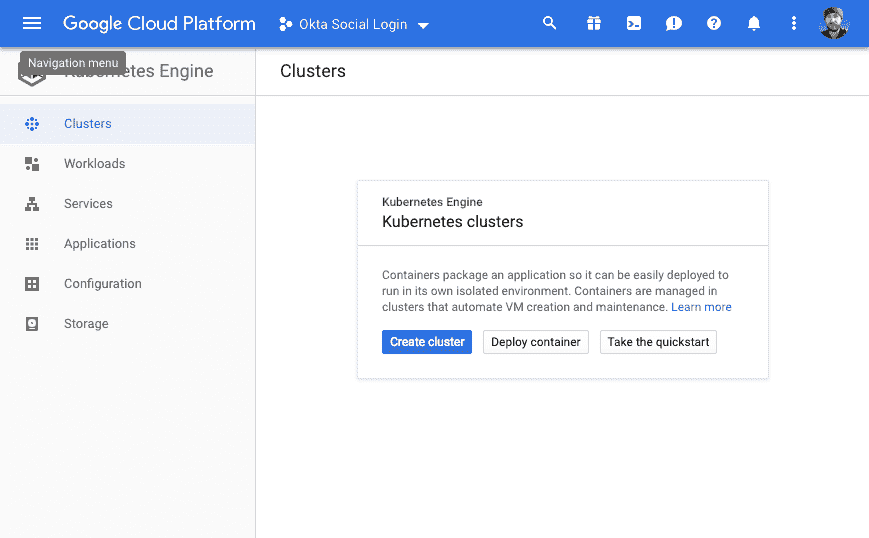 Google Cloud Platform
Okta Social Login
Navigation menu
Kubernetes Engine
Clusters
Clusters
Workloads
Services
Applications
Configuration
Storage
Kubernetes Engine
Kubernetes clusters
Containers package an application so it can be easily deployed to
run in its own isolated environment. Containers are managed in
clusters that automate VM creation and maintenance. Learn more
Create cluster
Deploy container
Take the quickstart